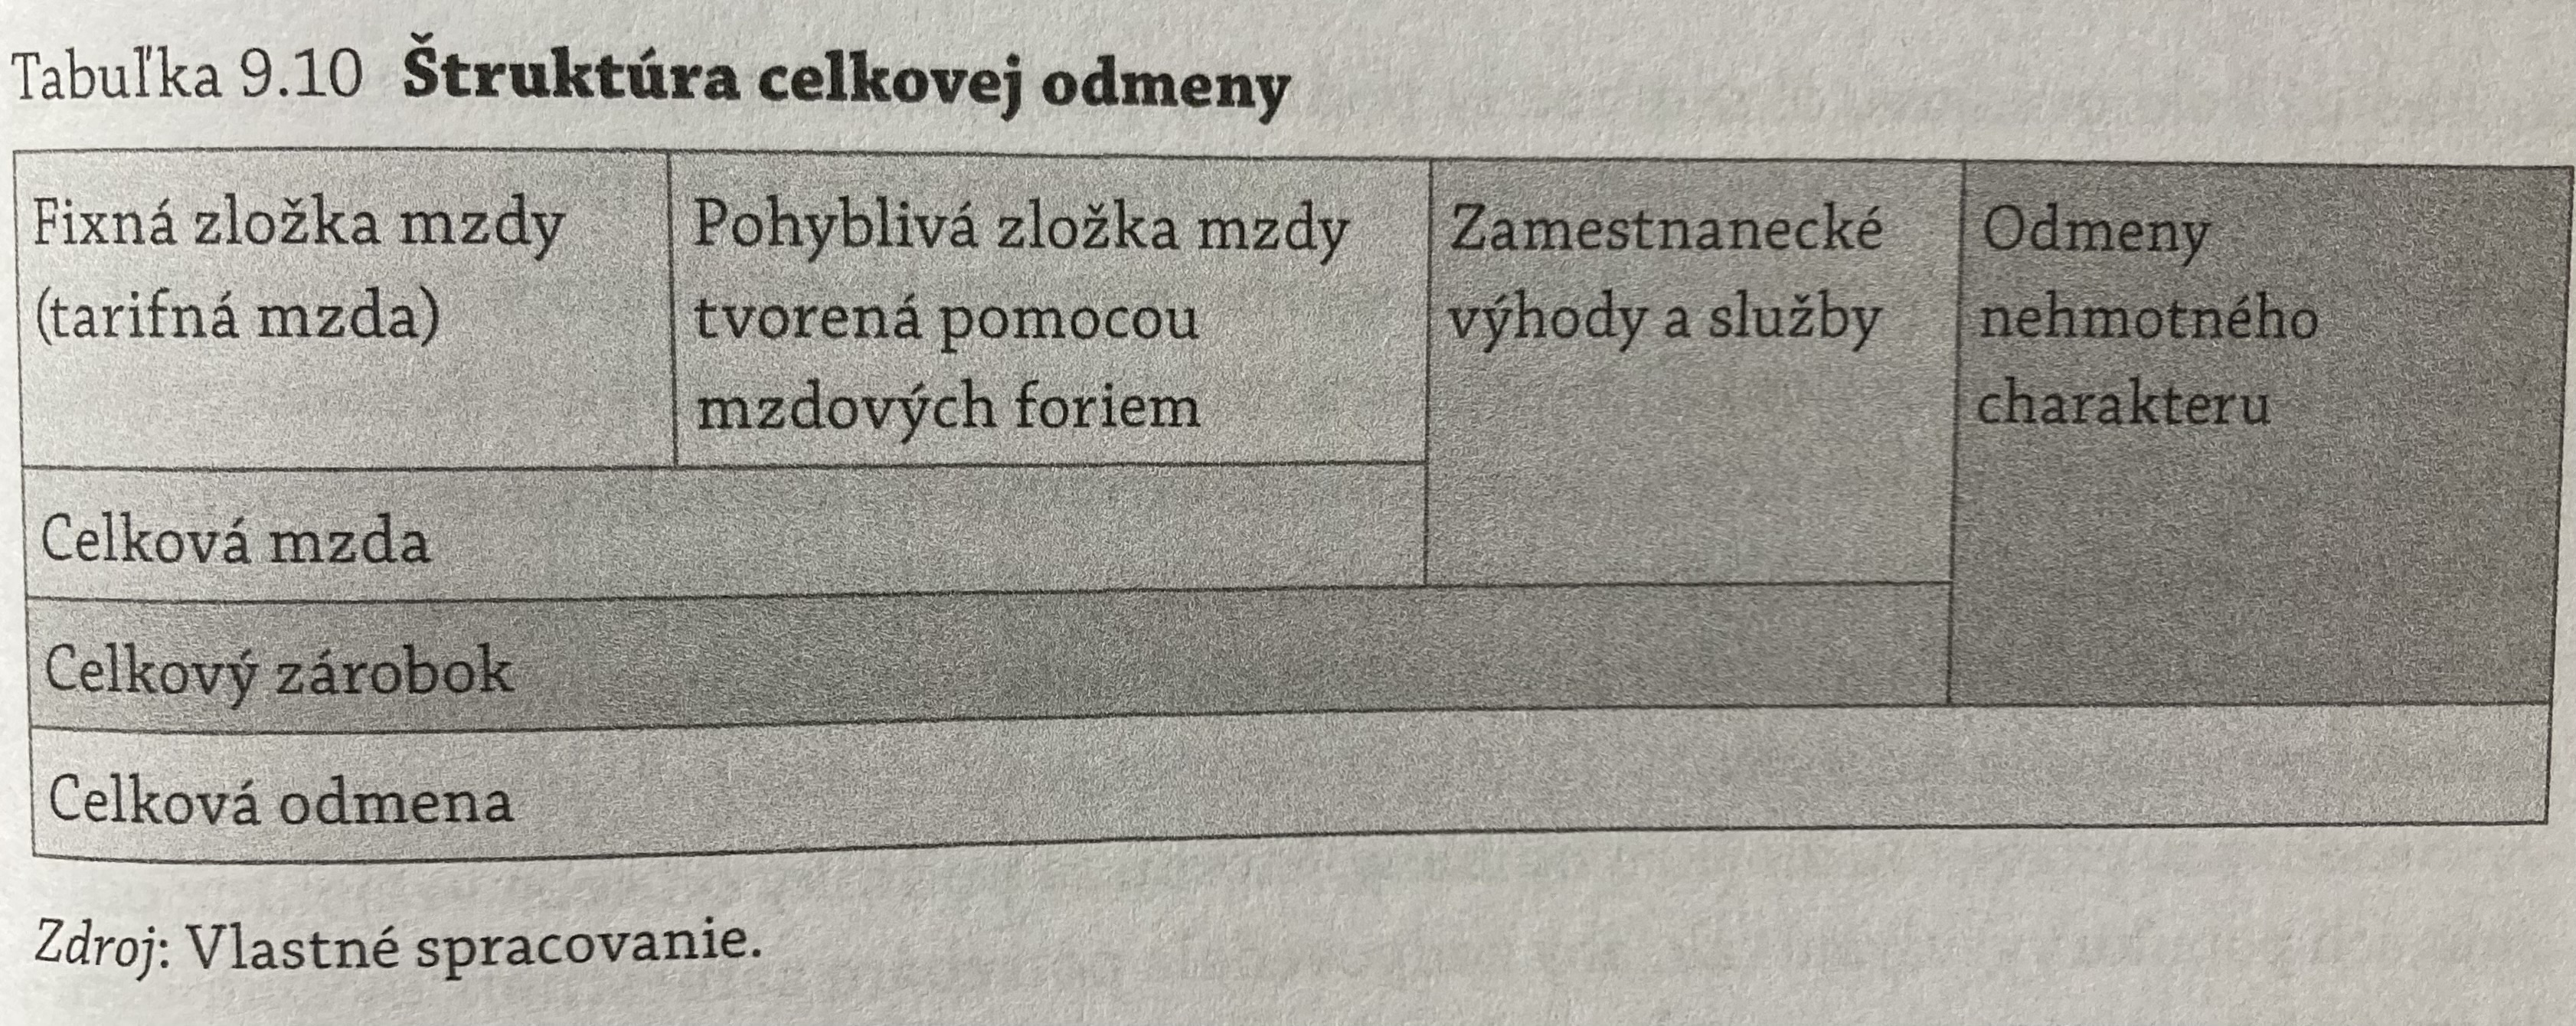 Tabuľka 9.10 Štruktúra celkovej odmeny
Fixná zložka mzdy
(tarifná mzda)
Pohyblivá zložka mzdy
tvorená pomocou
mzdových foriem
Zamestnanecké
výhody a služby
Odmeny
nehmotného
charakteru
Celková mzda
Celkový zárobok
Celková odmena
Zdroj: Vlastné spracovanie.